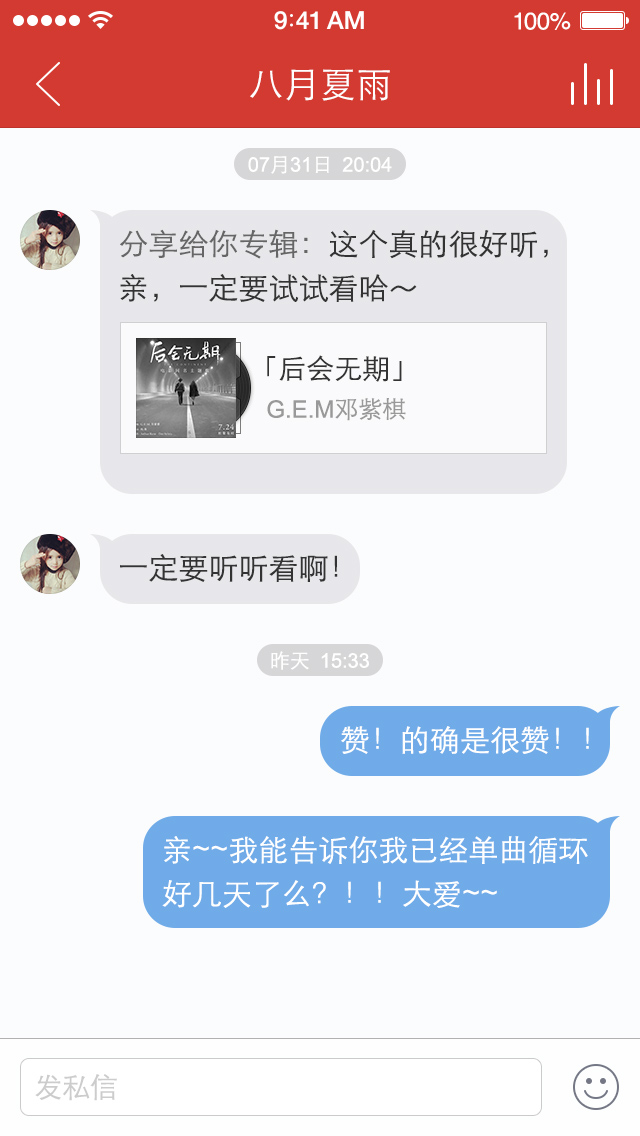 9:41 AM
100%
八月夏雨
07月31日 20:04
分享给你专辑：这个真的很好听，
亲，一定要试试看哈～
后会无期
7.24
「后会无期」
G.E.M邓紫棋
一定要听听看啊！
昨天 15:33
赞！的确是很赞！！
亲~~我能告诉你我已经单曲循环
好几天了么？！！大爱~~
发私信